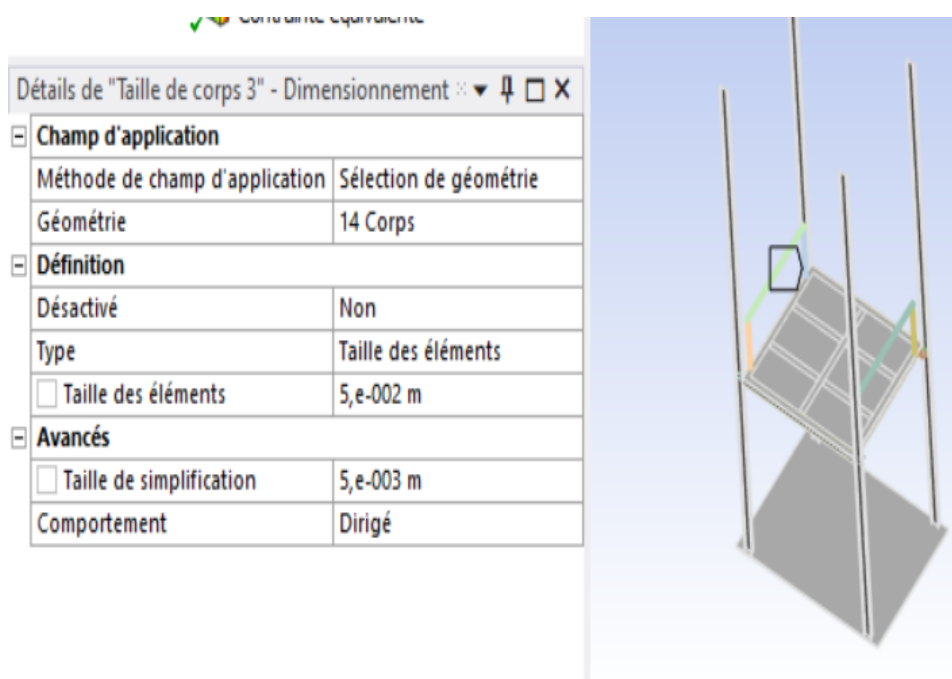 Contrainte équivalente
Détails de "Taille de corps 3" - Dimensionnement
Champ d'application
Méthode de champ d'application Sélection de géométrie
Géométrie 14 Corps
Définition
Désactivé Non
Type Taille des éléments
Taille des éléments 5,e-002 m
Avancés
Taille de simplification 5,e-003 m
Comportement Dirigé